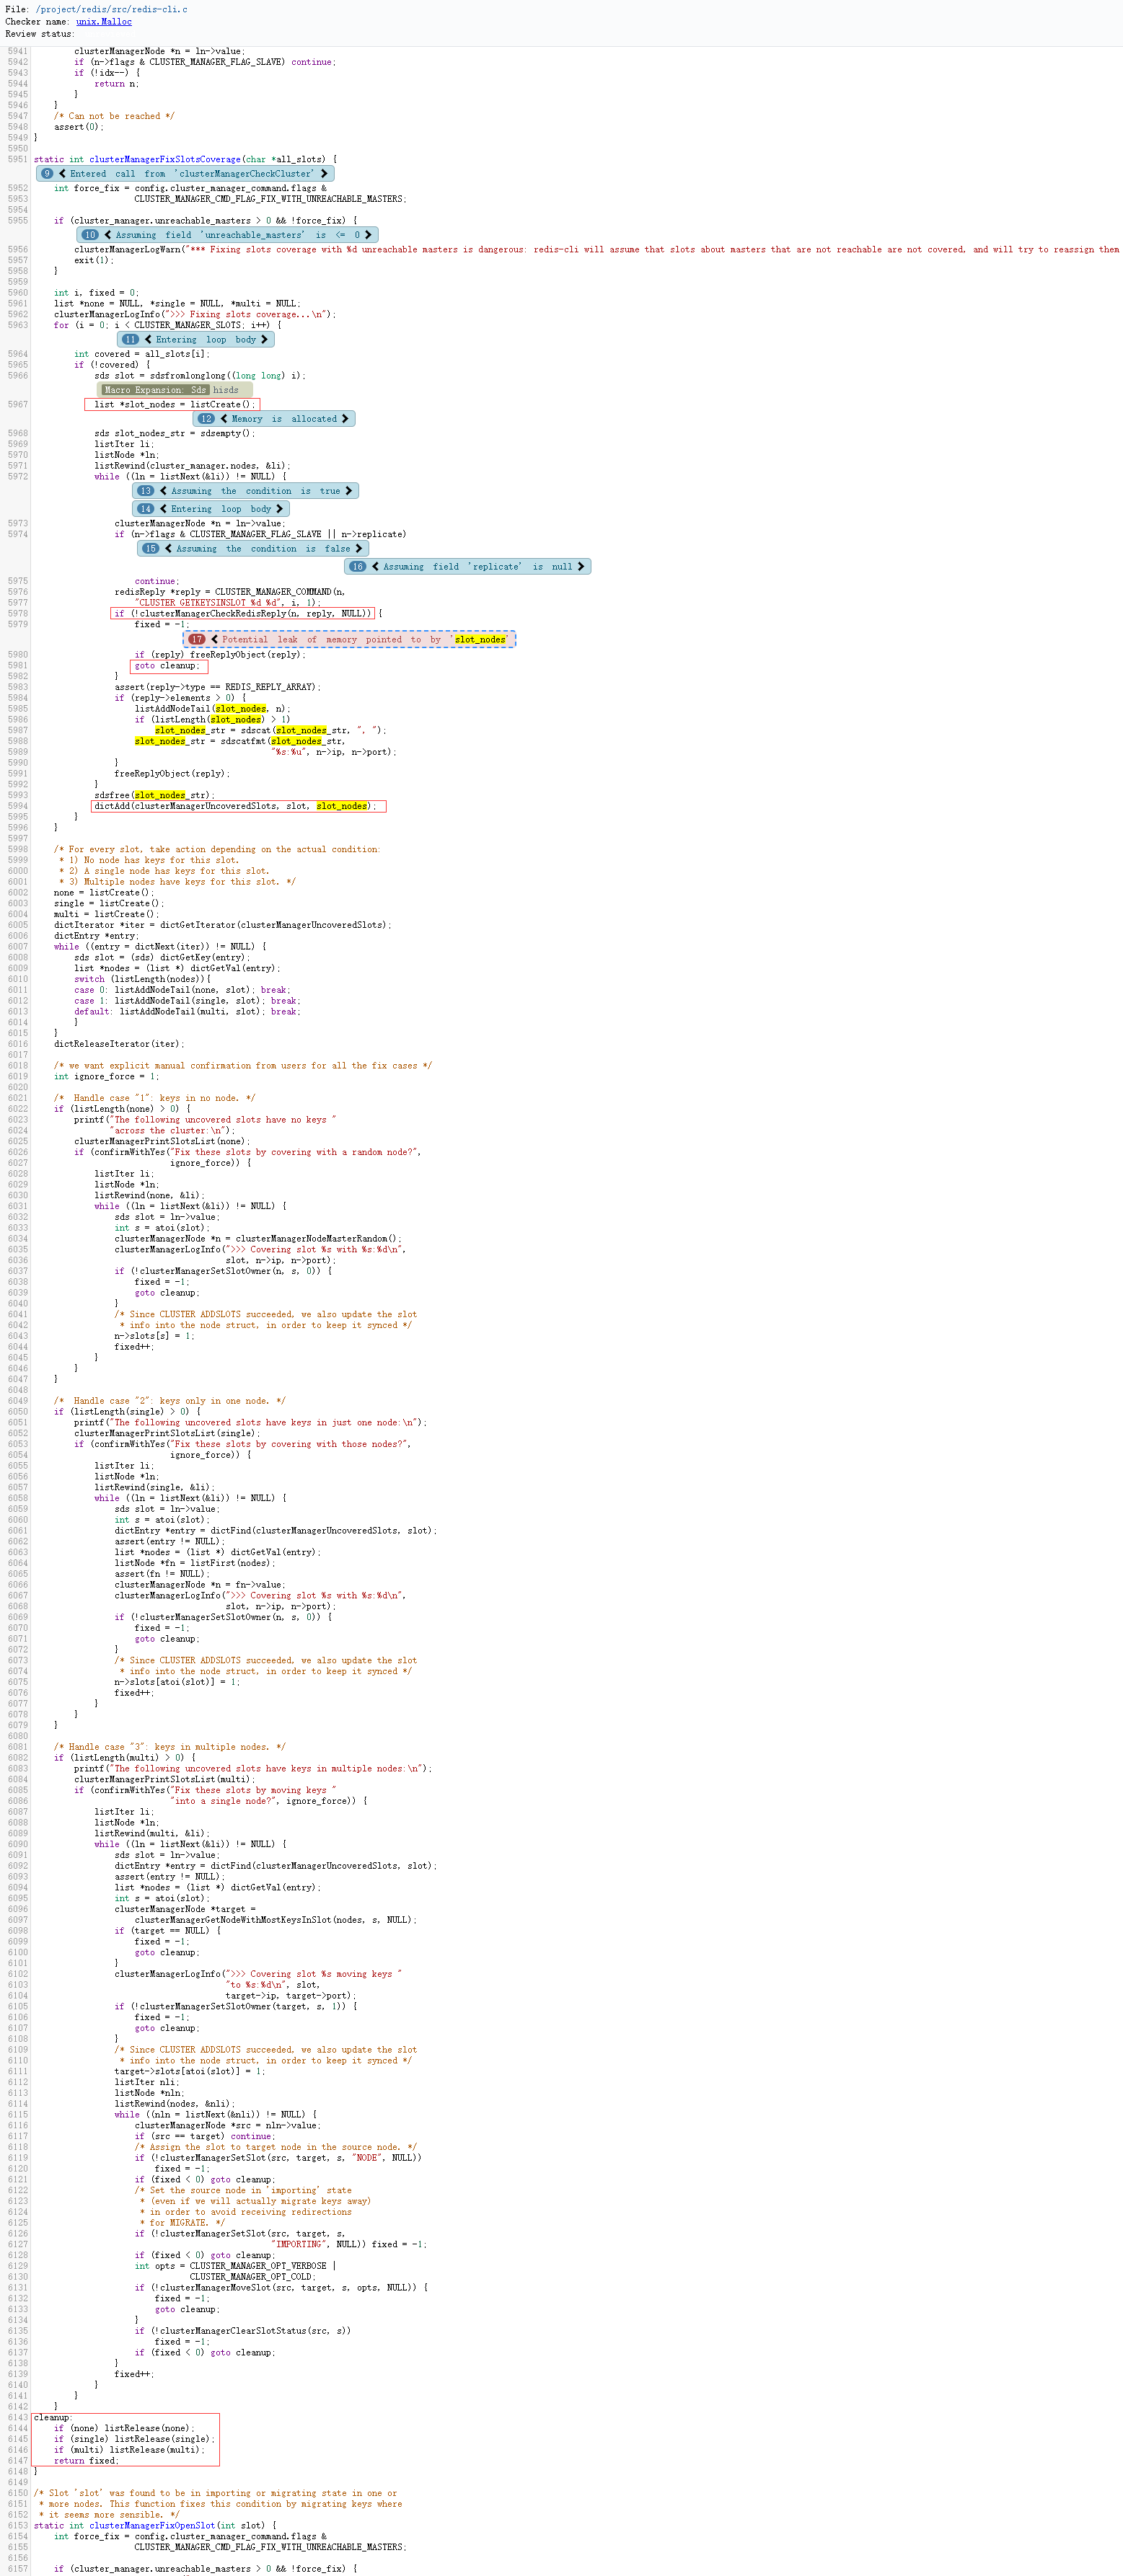 File: /project/redis/src/redis-cli.c
Checker name: unix.Malloc
Review status:
5941         clusterManagerNode *n = ln->value;
5942         if (n->flags & CLUSTER_MANAGER_FLAG_SLAVE) continue;
5943         if (!idx--) {
5944             return n;
5945         }
5946     }
5947     /* Can not be reached */
5948     assert(0);
5949 }
5950
5951 static int clusterManagerFixSlotsCoverage(char *all_slots) {
9 < Entered call from 'clusterManagerCheckCluster' >
5952     int force_fix = config.cluster_manager_command.flags &
5953                     CLUSTER_MANAGER_CMD_FLAG_FIX_WITH_UNREACHABLE_MASTERS;
5954
5955     if (cluster_manager.unreachable_masters > 0 && !force_fix) {
10 < Assuming field 'unreachable_masters' is <= 0 >
5956         clusterManagerLogWarn("*** Fixing slots coverage with %d unreachable masters is dangerous: redis-cli will assume that slots about masters that are not reachable are not covered, and will try to reassign them
5957         exit(1);
5958     }
5959
5960     int i, fixed = 0;
5961     list *none = NULL, *single = NULL, *multi = NULL;
5962     clusterManagerLogInfo(">>> Fixing slots coverage...\n");
5963     for (i = 0; i < CLUSTER_MANAGER_SLOTS; i++) {
11 < Entering loop body >
5964         int covered = all_slots[i];
5965         if (!covered) {
5966             sds slot = sdsfromlonglong((long long) i);
Macro Expansion: Sds hisds
5967             list *slot_nodes = listCreate();
12 < Memory is allocated >
5968             sds slot_nodes_str = sdsempty();
5969             listIter li;
5970             listNode *ln;
5971             listRewind(cluster_manager.nodes, &li);
5972             while ((ln = listNext(&li)) != NULL) {
13 < Assuming the condition is true >
14 < Entering loop body >
5973                 clusterManagerNode *n = ln->value;
5974                 if (n->flags & CLUSTER_MANAGER_FLAG_SLAVE || n->replicate)
15 < Assuming the condition is false >
16 < Assuming field 'replicate' is null >
5975                     continue;
5976                 redisReply *reply = CLUSTER_MANAGER_COMMAND(n,
5977                     "CLUSTER GETKEYSINSLOT %d %d", i, 1);
5978                 if (!clusterManagerCheckRedisReply(n, reply, NULL)) {
5979                     fixed = -1;
17 < Potential leak of memory pointed to by 'slot_nodes'
5980                     if (reply) freeReplyObject(reply);
5981                     goto cleanup;
5982                 }
5983                 assert(reply->type == REDIS_REPLY_ARRAY);
5984                 if (reply->elements > 0) {
5985                     listAddNodeTail(slot_nodes, n);
5986                     if (listLength(slot_nodes) > 1)
5987                         slot_nodes_str = sdscat(slot_nodes_str, ", ");
5988                     slot_nodes_str = sdscatfmt(slot_nodes_str,
5989                                                "%s:%u", n->ip, n->port);
5990                 }
5991                 freeReplyObject(reply);
5992             }
5993             sdsfree(slot_nodes_str);
5994             dictAdd(clusterManagerUncoveredSlots, slot, slot_nodes);
5995         }
5996     }
5997
5998     /* For every slot, take action depending on the actual condition:
5999      * 1) No node has keys for this slot.
6000      * 2) A single node has keys for this slot.
6001      * 3) Multiple nodes have keys for this slot. */
6002     none = listCreate();
6003     single = listCreate();
6004     multi = listCreate();
6005     dictIterator *iter = dictGetIterator(clusterManagerUncoveredSlots);
6006     dictEntry *entry;
6007     while ((entry = dictNext(iter)) != NULL) {
6008         sds slot = (sds) dictGetKey(entry);
6009         list *nodes = (list *) dictGetVal(entry);
6010         switch (listLength(nodes)){
6011         case 0: listAddNodeTail(none, slot); break;
6012         case 1: listAddNodeTail(single, slot); break;
6013         default: listAddNodeTail(multi, slot); break;
6014         }
6015     }
6016     dictReleaseIterator(iter);
6017
6018     /* we want explicit manual confirmation from users for all the fix cases */
6019     int ignore_force = 1;
6020
6021     /*  Handle case "1": keys in no node. */
6022     if (listLength(none) > 0) {
6023         printf("The following uncovered slots have no keys "
6024                "across the cluster:\n");
6025         clusterManagerPrintSlotsList(none);
6026         if (confirmWithYes("Fix these slots by covering with a random node?",
6027                            ignore_force)) {
6028             listIter li;
6029             listNode *ln;
6030             listRewind(none, &li);
6031             while ((ln = listNext(&li)) != NULL) {
6032                 sds slot = ln->value;
6033                 int s = atoi(slot);
6034                 clusterManagerNode *n = clusterManagerNodeMasterRandom();
6035                 clusterManagerLogInfo(">>> Covering slot %s with %s:%d\n",
6036                                       slot, n->ip, n->port);
6037                 if (!clusterManagerSetSlotOwner(n, s, 0)) {
6038                     fixed = -1;
6039                     goto cleanup;
6040                 }
6041                 /* Since CLUSTER ADDSLOTS succeeded, we also update the slot
6042                  * info into the node struct, in order to keep it synced */
6043                 n->slots[s] = 1;
6044                 fixed++;
6045             }
6046         }
6047     }
6048
6049     /*  Handle case "2": keys only in one node. */
6050     if (listLength(single) > 0) {
6051         printf("The following uncovered slots have keys in just one node:\n");
6052         clusterManagerPrintSlotsList(single);
6053         if (confirmWithYes("Fix these slots by covering with those nodes?",
6054                            ignore_force)) {
6055             listIter li;
6056             listNode *ln;
6057             listRewind(single, &li);
6058             while ((ln = listNext(&li)) != NULL) {
6059                 sds slot = ln->value;
6060                 int s = atoi(slot);
6061                 dictEntry *entry = dictFind(clusterManagerUncoveredSlots, slot);
6062                 assert(entry != NULL);
6063                 list *nodes = (list *) dictGetVal(entry);
6064                 listNode *fn = listFirst(nodes);
6065                 assert(fn != NULL);
6066                 clusterManagerNode *n = fn->value;
6067                 clusterManagerLogInfo(">>> Covering slot %s with %s:%d\n",
6068                                       slot, n->ip, n->port);
6069                 if (!clusterManagerSetSlotOwner(n, s, 0)) {
6070                     fixed = -1;
6071                     goto cleanup;
6072                 }
6073                 /* Since CLUSTER ADDSLOTS succeeded, we also update the slot
6074                  * info into the node struct, in order to keep it synced */
6075                 n->slots[atoi(slot)] = 1;
6076                 fixed++;
6077             }
6078         }
6079     }
6080
6081     /* Handle case "3": keys in multiple nodes. */
6082     if (listLength(multi) > 0) {
6083         printf("The following uncovered slots have keys in multiple nodes:\n");
6084         clusterManagerPrintSlotsList(multi);
6085         if (confirmWithYes("Fix these slots by moving keys "
6086                            "into a single node?", ignore_force)) {
6087             listIter li;
6088             listNode *ln;
6089             listRewind(multi, &li);
6090             while ((ln = listNext(&li)) != NULL) {
6091                 sds slot = ln->value;
6092                 dictEntry *entry = dictFind(clusterManagerUncoveredSlots, slot);
6093                 assert(entry != NULL);
6094                 list *nodes = (list *) dictGetVal(entry);
6095                 int s = atoi(slot);
6096                 clusterManagerNode *target =
6097                     clusterManagerGetNodeWithMostKeysInSlot(nodes, s, NULL);
6098                 if (target == NULL) {
6099                     fixed = -1;
6100                     goto cleanup;
6101                 }
6102                 clusterManagerLogInfo(">>> Covering slot %s moving keys "
6103                                       "to %s:%d\n", slot,
6104                                       target->ip, target->port);
6105                 if (!clusterManagerSetSlotOwner(target, s, 1)) {
6106                     fixed = -1;
6107                     goto cleanup;
6108                 }
6109                 /* Since CLUSTER ADDSLOTS succeeded, we also update the slot
6110                  * info into the node struct, in order to keep it synced */
6111                 target->slots[atoi(slot)] = 1;
6112                 listIter nli;
6113                 listNode *nln;
6114                 listRewind(nodes, &nli);
6115                 while ((nln = listNext(&nli)) != NULL) {
6116                     clusterManagerNode *src = nln->value;
6117                     if (src == target) continue;
6118                     /* Assign the slot to target node in the source node. */
6119                     if (!clusterManagerSetSlot(src, target, s, "NODE", NULL))
6120                         fixed = -1;
6121                     if (fixed < 0) goto cleanup;
6122                     /* Set the source node in 'importing' state
6123                      * (even if we will actually migrate keys away)
6124                      * in order to avoid receiving redirections
6125                      * for MIGRATE. */
6126                     if (!clusterManagerSetSlot(src, target, s,
6127                                                "IMPORTING", NULL)) fixed = -1;
6128                     if (fixed < 0) goto cleanup;
6129                     int opts = CLUSTER_MANAGER_OPT_VERBOSE |
6130                                CLUSTER_MANAGER_OPT_COLD;
6131                     if (!clusterManagerMoveSlot(src, target, s, opts, NULL)) {
6132                         fixed = -1;
6133                         goto cleanup;
6134                     }
6135                     if (!clusterManagerClearSlotStatus(src, s))
6136                         fixed = -1;
6137                     if (fixed < 0) goto cleanup;
6138                 }
6139                 fixed++;
6140             }
6141         }
6142     }
6143 cleanup:
6144     if (none) listRelease(none);
6145     if (single) listRelease(single);
6146     if (multi) listRelease(multi);
6147     return fixed;
6148 }
6149
6150 /* Slot 'slot' was found to be in importing or migrating state in one or
6151  * more nodes. This function fixes this condition by migrating keys where
6152  * it seems more sensible. */
6153 static int clusterManagerFixOpenSlot(int slot) {
6154     int force_fix = config.cluster_manager_command.flags &
6155                     CLUSTER_MANAGER_CMD_FLAG_FIX_WITH_UNREACHABLE_MASTERS;
6156
6157     if (cluster_manager.unreachable_masters > 0 && !force_fix) {